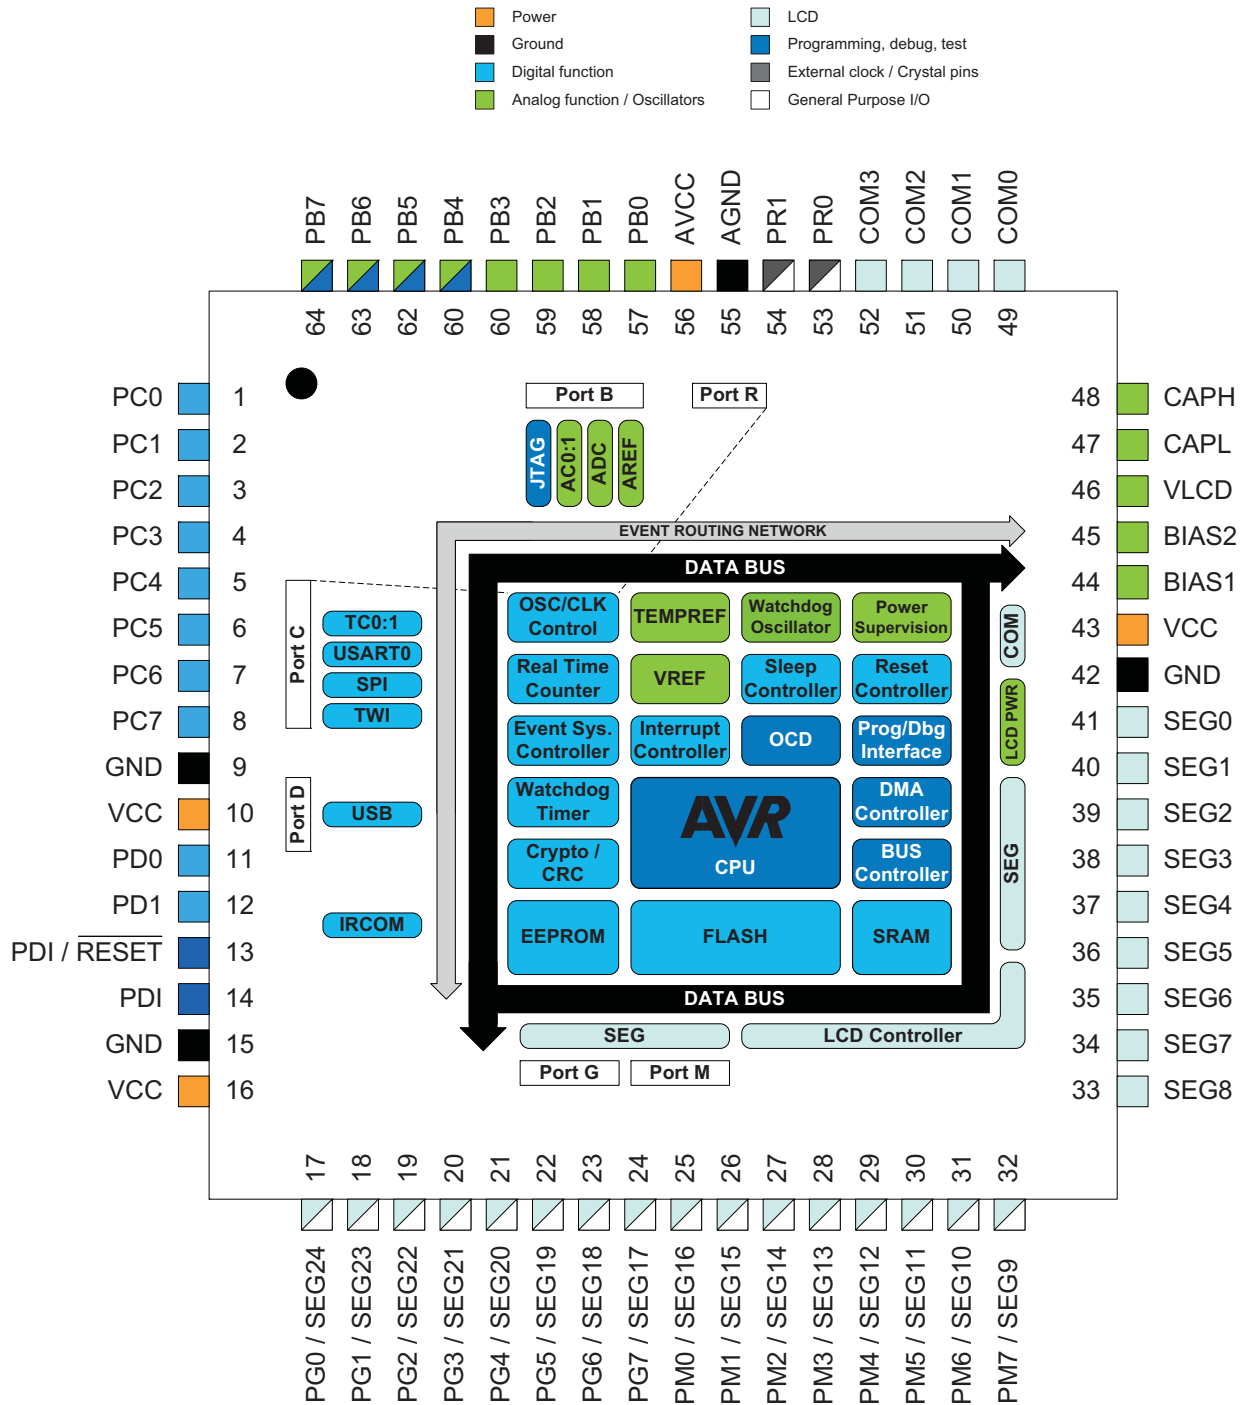 Power
Ground
Digital function
Analog function / Oscillators
LCD
Programming, debug, test
External clock / Crystal pins
General Purpose I/O
PB7
PB6
PB5
PB4
PB3
PB2
PB1
PB0
AVCC
AGND
PR1
PR0
COM3
COM2
COM1
COM0
64
63
62
60
60
59
58
57
56
55
54
53
52
51
50
49
PC0 1
PC1 2
PC2 3
PC3 4
PC4 5
PC5 6
PC6 7
PC7 8
GND 9
VCC 10
PD0 11
PD1 12
PDI / RESET 13
PDI 14
GND 15
VCC 16
48 CAPH
47 CAPL
46 VLCD
45 BIAS2
44 BIAS1
43 VCC
42 GND
41 SEG0
40 SEG1
39 SEG2
38 SEG3
37 SEG4
36 SEG5
35 SEG6
34 SEG7
33 SEG8
Port B
Port R
JTAG
AC0:1
ADC
AREF
EVENT ROUTING NETWORK
DATA BUS
Port C
TC0:1
USART0
SPI
TWI
Port D
USB
IRCOM
OSC/CLK
Control
TEMPREF
Watchdog
Oscillator
Power
Supervision
Real Time
Counter
VREF
Sleep
Controller
Reset
Controller
Event Sys.
Controller
Interrupt
Controller
OCD
Prog/Dbg
Interface
Watchdog
Timer
AVR
CPU
DMA
Controller
Crypto /
CRC
BUS
Controller
EEPROM
FLASH
SRAM
COM
LCD PWR
SEG
DATA BUS
SEG
LCD Controller
Port G
Port M
17
18
19
20
21
22
23
24
25
26
27
28
29
30
31
32
PG0 / SEG24
PG1 / SEG23
PG2 / SEG22
PG3 / SEG21
PG4 / SEG20
PG5 / SEG19
PG6 / SEG18
PG7 / SEG17
PM0 / SEG16
PM1 / SEG15
PM2 / SEG14
PM3 / SEG13
PM4 / SEG12
PM5 / SEG11
PM6 / SEG10
PM7 / SEG9